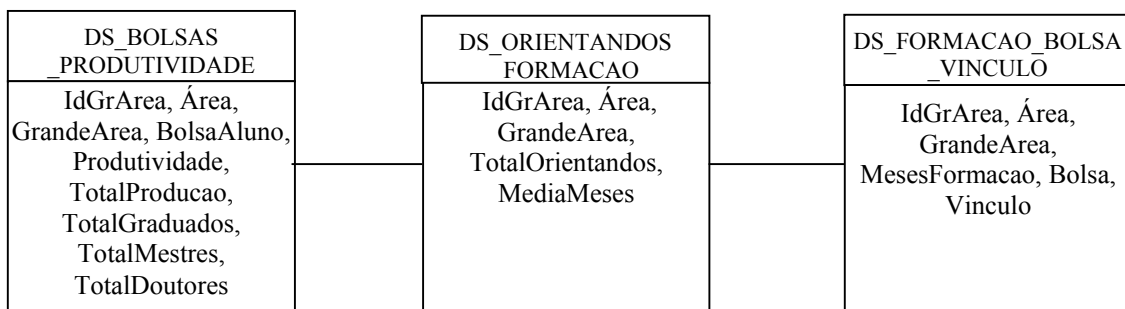 DS_BOLSAS
_PRODUTIVIDADE
IdGrArea, Área,
GrandeArea, BolsaAluno,
Produtividade,
TotalProducao,
TotalGraduados,
TotalMestres,
TotalDoutores
DS_ORIENTANDOS
FORMACAO
IdGrArea, Área,
GrandeArea,
TotalOrientandos,
MediaMeses
DS_FORMACAO_BOLSA
_VINCULO
IdGrArea, Área,
GrandeArea,
MesesFormacao, Bolsa,
Vinculo